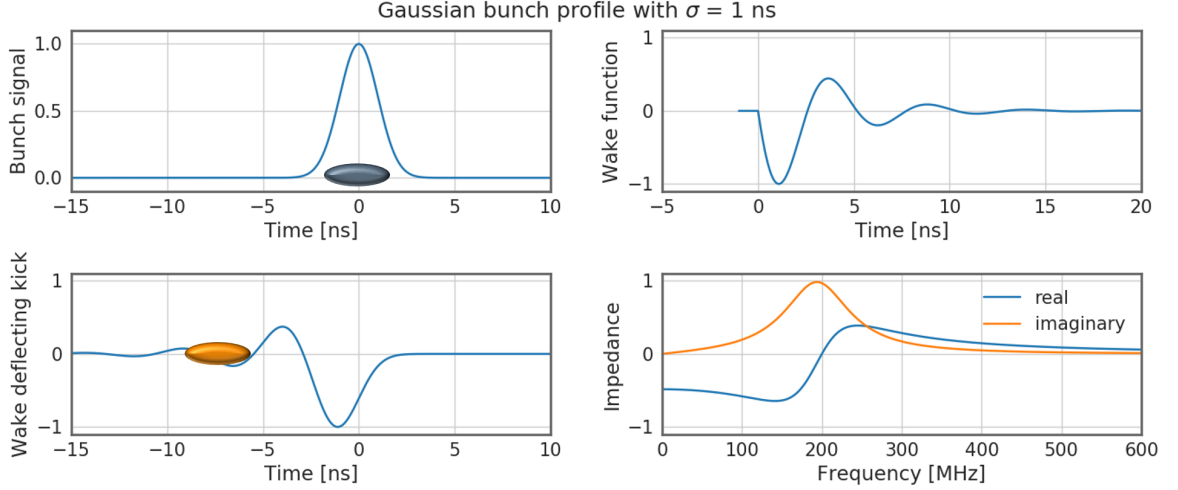 Gaussian bunch profile with σ = 1 ns
Bunch signal
1.0
0.5
0.0
−15 −10 −5 0 5 10
Time [ns]
Wake function
1
0
−1
−5 0 5 10 15 20
Time [ns]
Wake deflecting kick
1
0
−1
−15 −10 −5 0 5 10
Time [ns]
Impedance
1
0
−1
real
imaginary
0 100 200 300 400 500 600
Frequency [MHz]